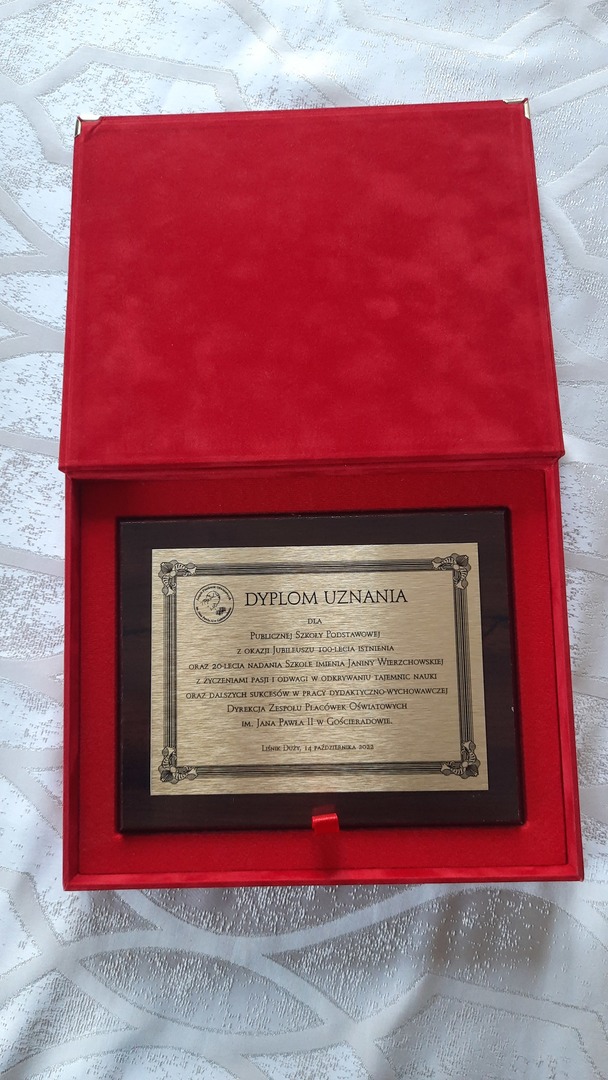 DYPLOM UZNANIA
DLA
PUBLICZNEJ SZKOŁY PODSTAWOWEJ
Z OKAZJI JUBILEUSZU 100-LECIA ISTNIENIA
ORAZ 20-LECIA NADANIA SZKOLE IMIENIA JANINY WIERZCHOWSKIEJ
Z ŻYCZENIAMI PASJI I ODWAGI W ODKRYWANIU TAJEMNIC NAUKI
ORAZ DALSZYCH SUKCESÓW W PRACY DYDAKTYCZNO-WYCHOWAWCZEJ
DYREKCJA ZESPOŁU PLACÓWEK OŚWIATOWYCH
IM. JANA PAWŁA II W GOŚCIERADOWIE.
LIŚNIK DUŻY, 14 PAŹDZIERNIKA 2022